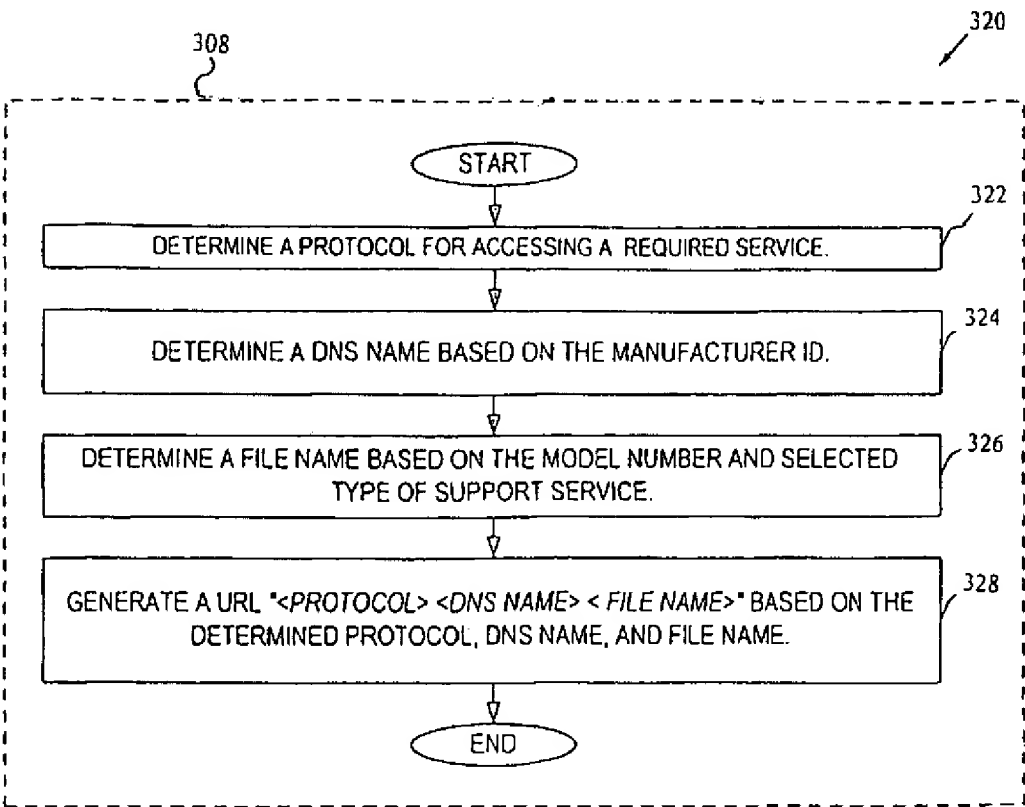 320
308
START
322
DETERMINE A PROTOCOL FOR ACCESSING A REQUIRED SERVICE.
324
DETERMINE A DNS NAME BASED ON THE MANUFACTURER ID.
326
DETERMINE A FILE NAME BASED ON THE MODEL NUMBER AND SELECTED
TYPE OF SUPPORT SERVICE.
328
GENERATE A URL "<PROTOCOL> <DNS NAME> < FILE NAME>" BASED ON THE
DETERMINED PROTOCOL, DNS NAME, AND FILE NAME.
END